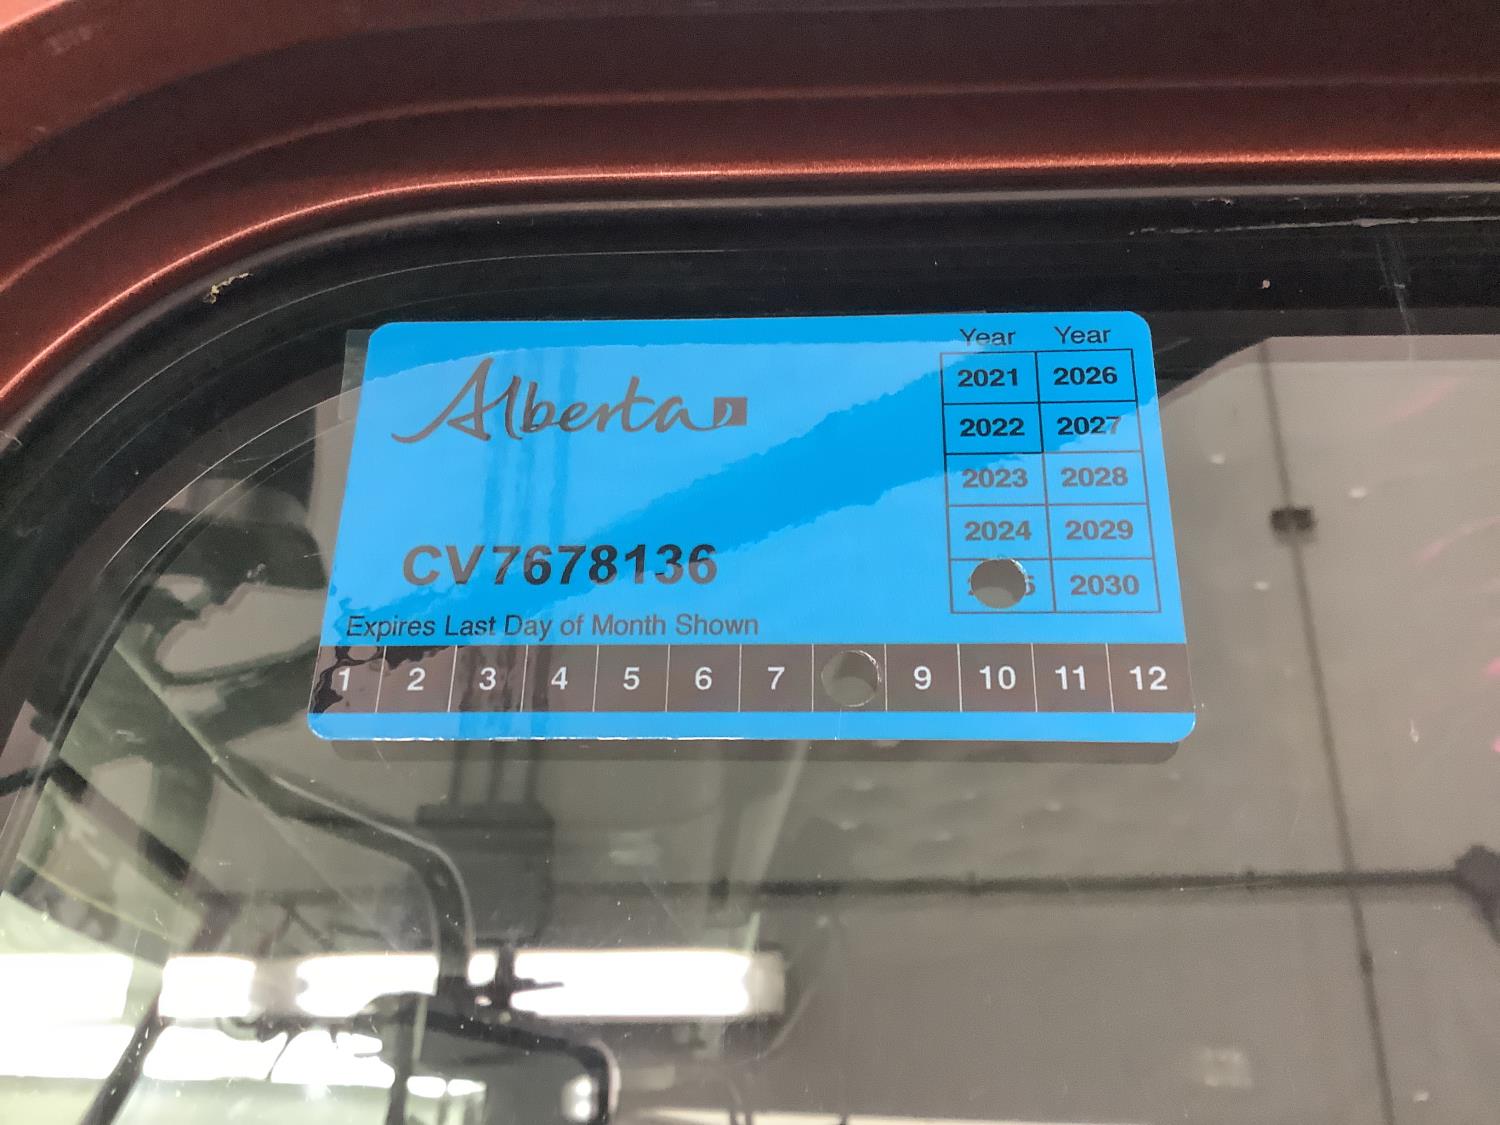 Alberta
Year Year
2021 2026
2022 2027
2023 2028
2024 2029
2030
CV7678136
Expires Last Day of Month Shown
1 2 3 4 5 6 7 9 10 11 12